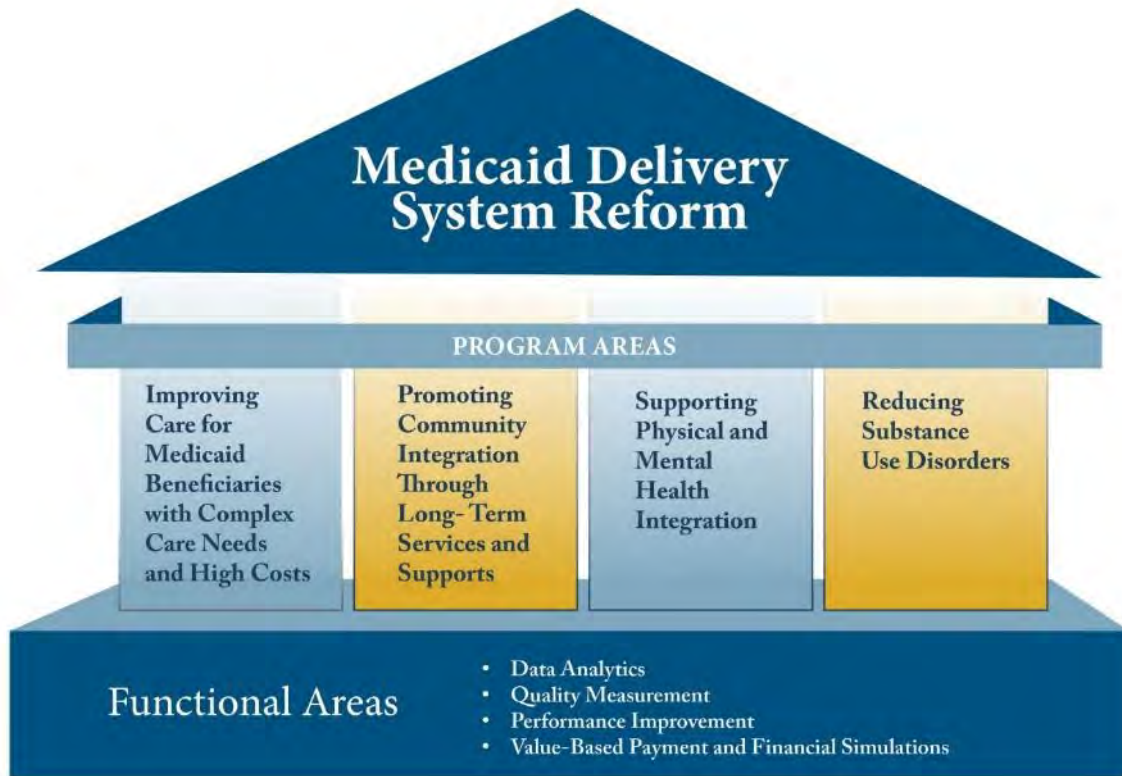 Medicaid Delivery
System Reform
PROGRAM AREAS
Improving
Care for
Medicaid
Beneficiaries
with Complex
Care Needs
and High Costs
Promoting
Community
Integration
Through
Long- Term
Services and
Supports
Supporting
Physical and
Mental
Health
Integration
Reducing
Substance
Use Disorders
Functional Areas
• Data Analytics
• Quality Measurement
• Performance Improvement
• Value-Based Payment and Financial Simulations